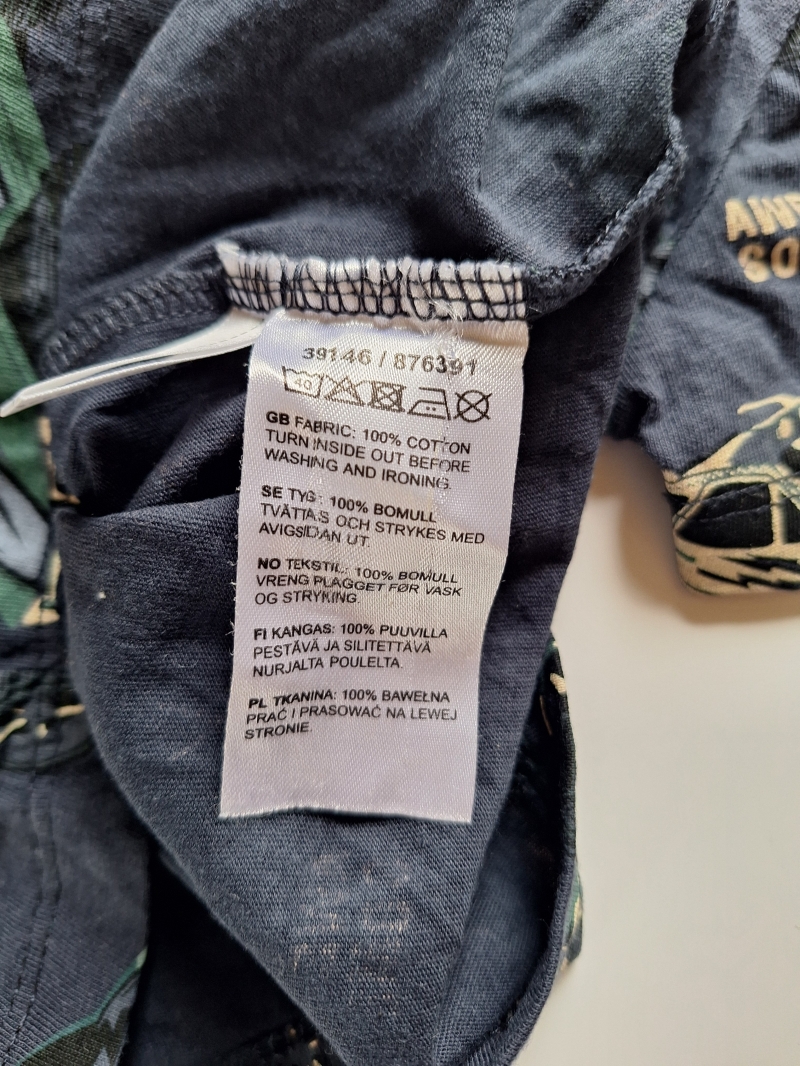 39146 / 876391
40
GB FABRIC: 100% COTTON
TURN INSIDE OUT BEFORE
WASHING AND IRONING.
SE TYG: 100% BOMULL
TVÄTTAS OCH STRYKES MED
AVIGSIDAN UT.
NO TEKSTIL: 100% BOMULL
VRENG PLAGGET FØR VASK
OG STRYKING.
FI KANGAS: 100% PUUVILLA
PESTÄVÄ JA SILITETTÄVÄ
NURJALTA POULELTA.
PL TKANINA: 100% BAWEŁNA
PRAĆ I PRASOWAĆ NA LEWEJ
STRONIE.